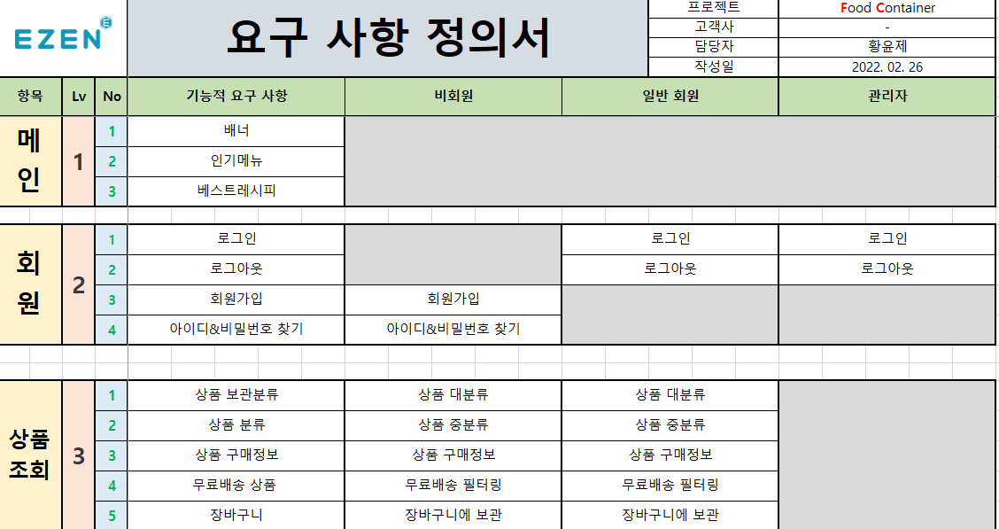 EZEN E
요구 사항 정의서
프로젝트 Food Container
고객사 -
담당자 황윤제
작성일 2022. 02. 26
항목 Lv No 기능적 요구 사항 비회원 일반 회원 관리자
메인 1
1 배너
2 인기메뉴
3 베스트레시피
회원 2
1 로그인 로그인 로그인
2 로그아웃 로그아웃 로그아웃
3 회원가입 회원가입
4 아이디&비밀번호 찾기 아이디&비밀번호 찾기
상품
조회 3
1 상품 보관분류 상품 대분류 상품 대분류
2 상품 분류 상품 중분류 상품 중분류
3 상품 구매정보 상품 구매정보 상품 구매정보
4 무료배송 상품 무료배송 필터링 무료배송 필터링
5 장바구니 장바구니에 보관 장바구니에 보관